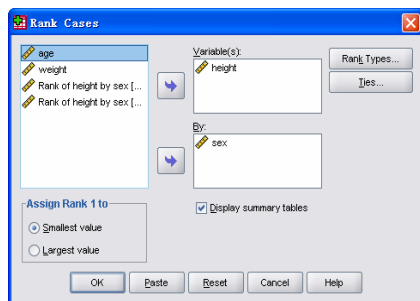 Rank Cases
age
weight
Rank of height by sex [...
Rank of height by sex [...
Variable(s):
height
Rank Types...
Ties...
By:
sex
Assign Rank 1 to
Smallest value
Largest value
Display summary tables
OK
Paste
Reset
Cancel
Help